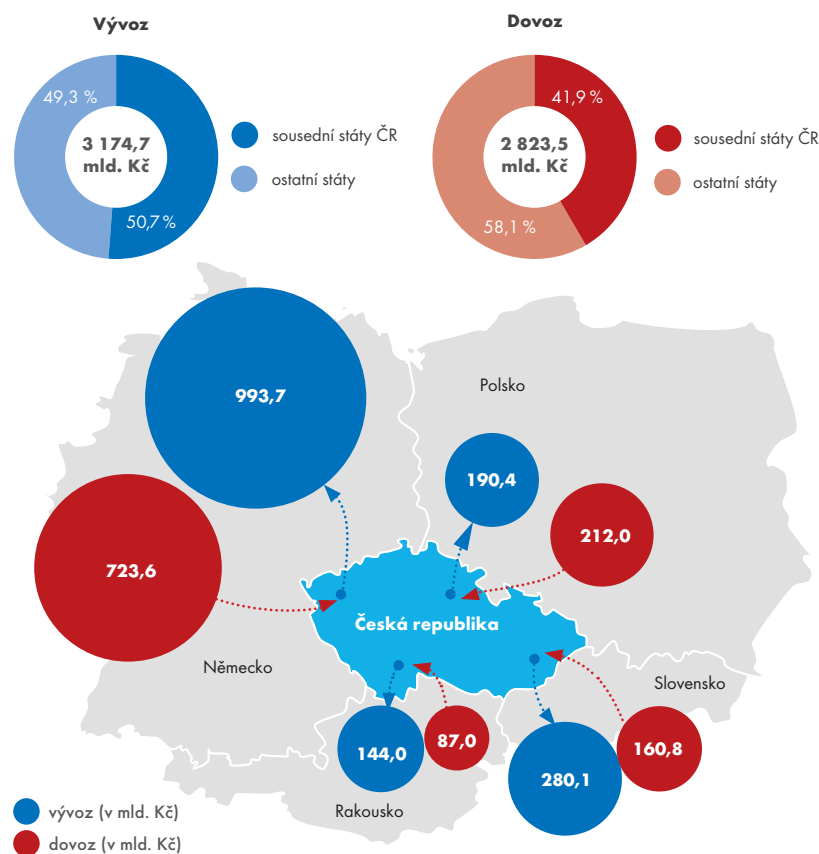 Vývoz
49,3 %
3 174,7
mld. Kč
50,7 %
sousední státy ČR
ostatní státy
Dovoz
41,9 %
2 823,5
mld. Kč
58,1 %
sousední státy ČR
ostatní státy
993,7
Polsko
190,4
212,0
723,6
Česká republika
Německo
Slovensko
144,0
87,0
280,1
160,8
Rakousko
vývoz (v mld. Kč)
dovoz (v mld. Kč)